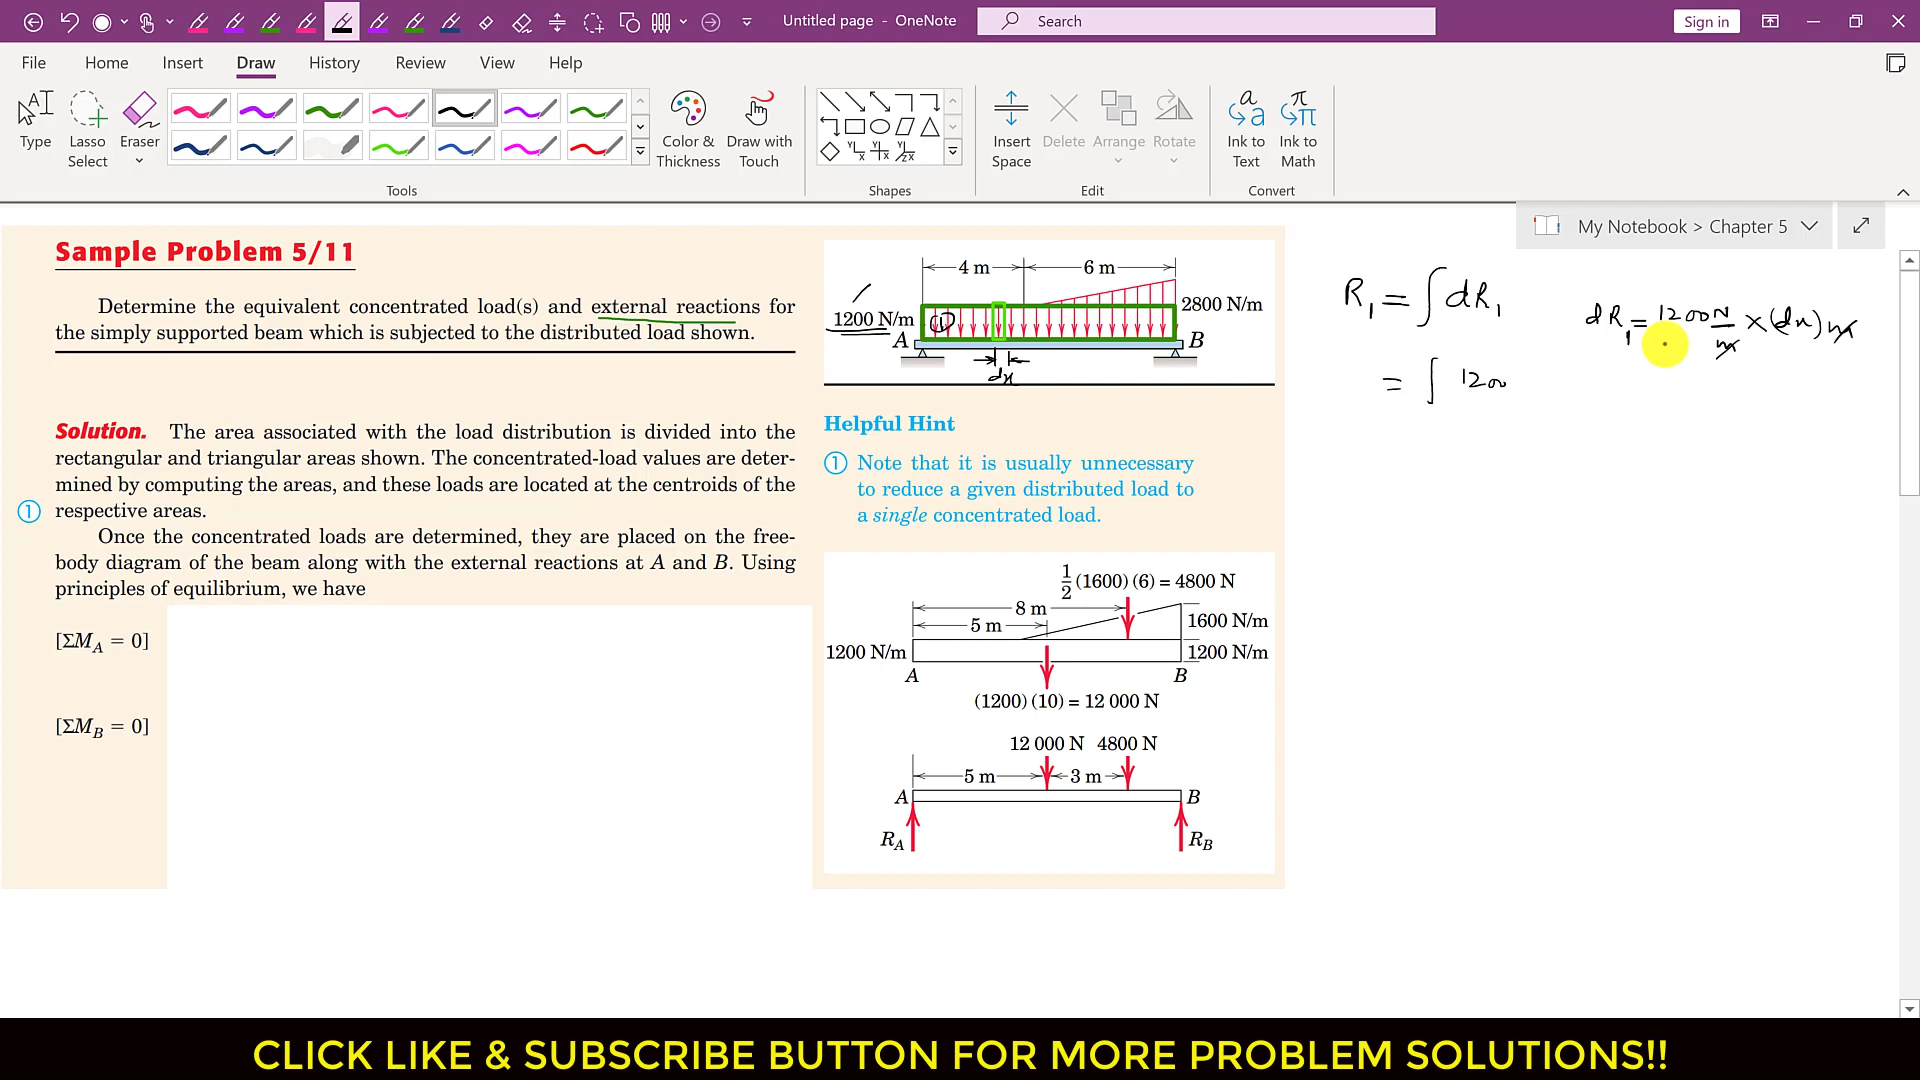 Untitled page - OneNote
Search
Sign in
File
Home
Insert
Draw
History
Review
View
Help
Type
Lasso Select
Eraser
Color & Thickness
Draw with Touch
Insert Space
Delete
Arrange
Rotate
Ink to Text
Ink to Math
Tools
Shapes
Edit
Convert
My Notebook > Chapter 5
Sample Problem 5/11
Determine the equivalent concentrated load(s) and external reactions for
the simply supported beam which is subjected to the distributed load shown.
Solution. The area associated with the load distribution is divided into the
rectangular and triangular areas shown. The concentrated-load values are deter-
mined by computing the areas, and these loads are located at the centroids of the
① respective areas.
Once the concentrated loads are determined, they are placed on the free-
body diagram of the beam along with the external reactions at A and B. Using
principles of equilibrium, we have
[ΣM_A = 0]
[ΣM_B = 0]
4 m
6 m
1200 N/m
①
2800 N/m
A
B
dx
Helpful Hint
① Note that it is usually unnecessary
to reduce a given distributed load to
a single concentrated load.
1/2 (1600) (6) = 4800 N
8 m
5 m
1600 N/m
1200 N/m
1200 N/m
A
B
(1200) (10) = 12 000 N
12 000 N 4800 N
5 m
3 m
A
B
R_A
R_B
R₁ = ∫dR₁
dR₁ = 1200 N/m × (dx) m
= ∫ 1200
CLICK LIKE & SUBSCRIBE BUTTON FOR MORE PROBLEM SOLUTIONS!!